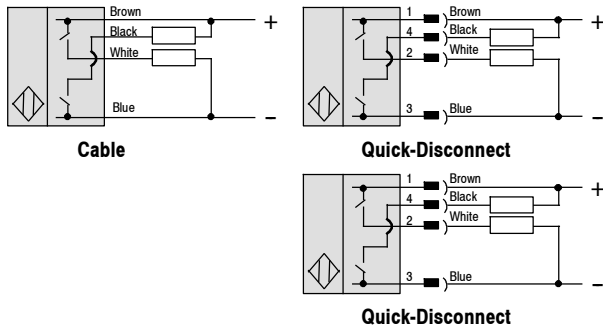 Brown
+
Black
White
Blue
−
Cable
1 Brown
+
4 Black
2 White
3 Blue
−
Quick-Disconnect
1 Brown
+
4 Black
2 White
3 Blue
−
Quick-Disconnect